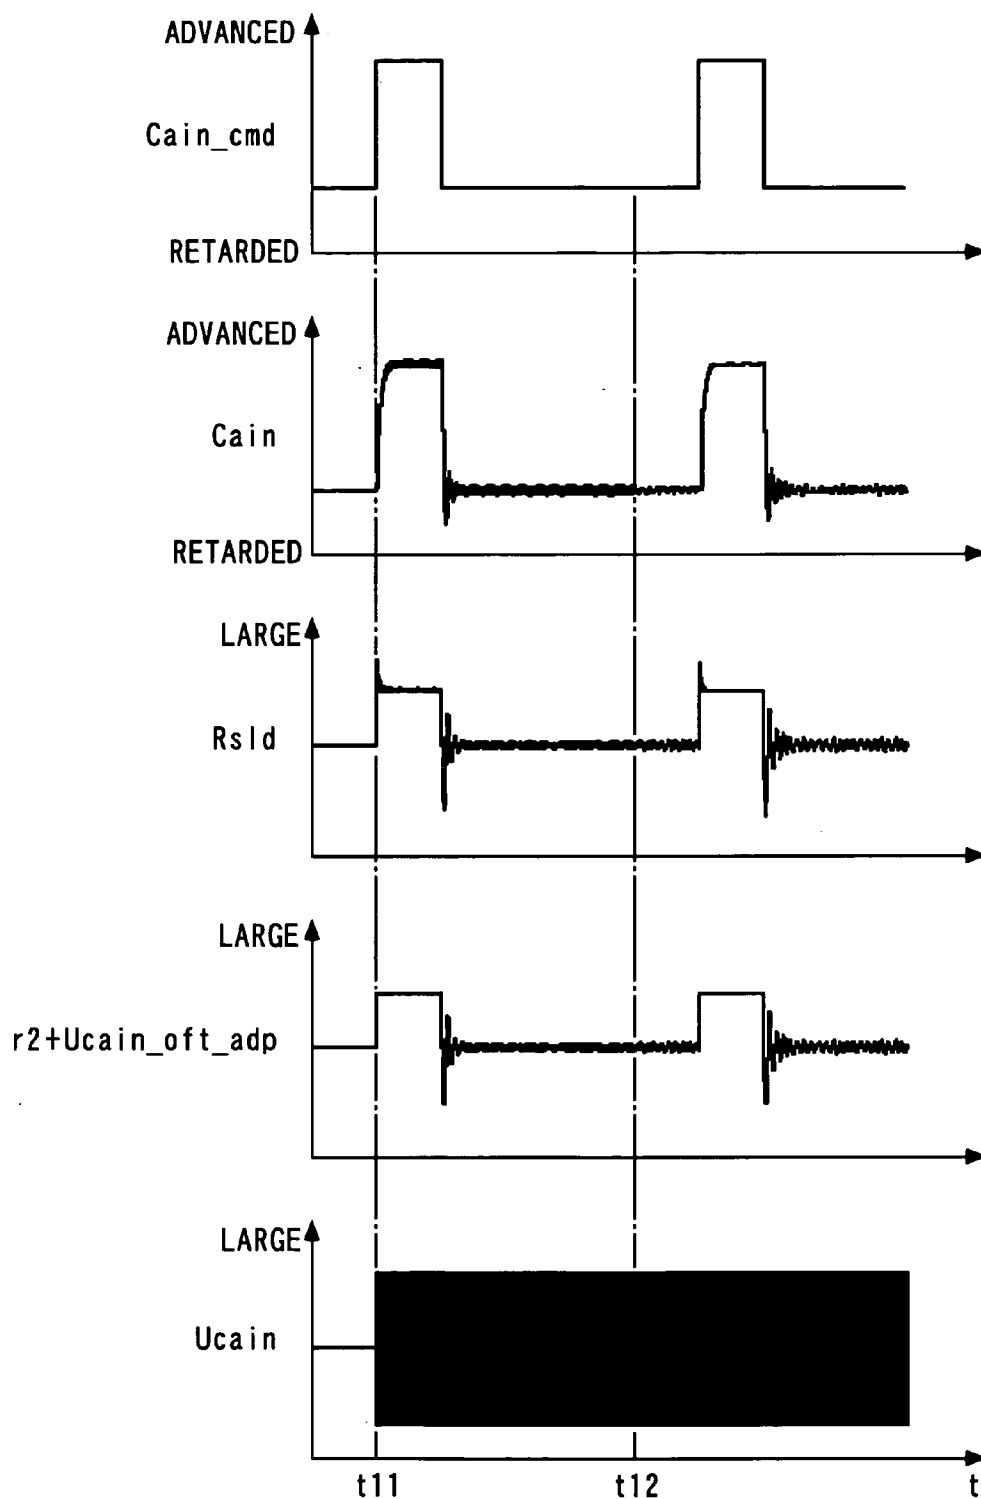 ADVANCED
Cain_cmd
RETARDED
ADVANCED
Cain
RETARDED
LARGE
Rsld
LARGE
r2+Ucain_oft_adp
LARGE
Ucain
t11 t12 t